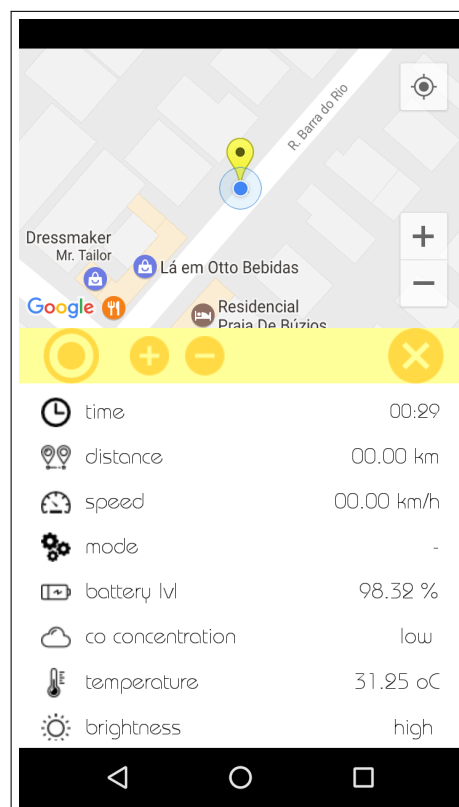 R. Barra do Rio
Dressmaker
Mr. Tailor
Lá em Otto Bebidas
Google
Residencial
Praia De Búzios
time 00:29
distance 00.00 km
speed 00.00 km/h
mode -
battery lvl 98.32 %
co concentration low
temperature 31.25 oC
brightness high